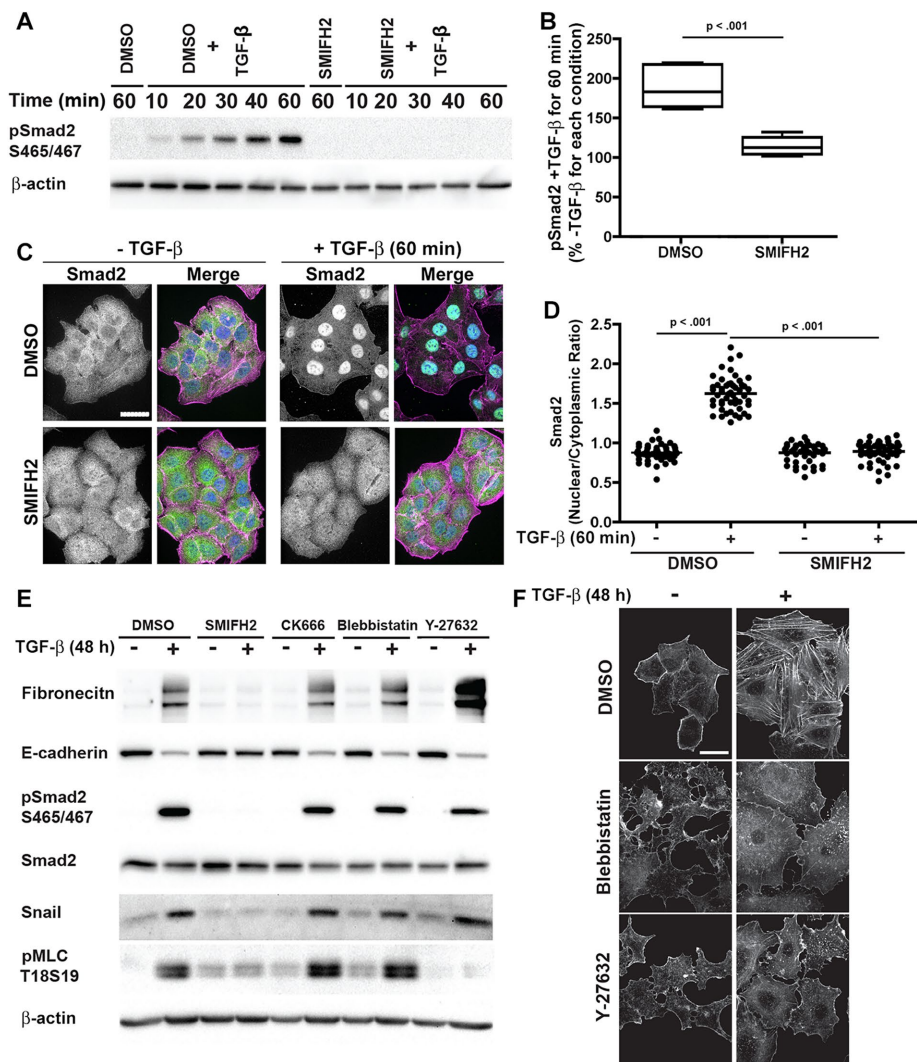 A
DMSO
DMSO + TGF-β
SMIFH2
SMIFH2 + TGF-β
Time (min) 60 10 20 30 40 60 60 10 20 30 40 60
pSmad2
S465/467
β-actin
B
p < .001
pSmad2 +TGF-β for 60 min
(% -TGF-β for each condition)
250
200
150
100
50
0
DMSO SMIFH2
C
- TGF-β + TGF-β (60 min)
Smad2 Merge Smad2 Merge
DMSO
SMIFH2
D
p < .001 p < .001
Smad2
(Nuclear/Cytoplasmic Ratio)
2.5
2.0
1.5
1.0
0.5
0.0
TGF-β (60 min) - + - +
DMSO SMIFH2
E
DMSO SMIFH2 CK666 Blebbistatin Y-27632
TGF-β (48 h) - + - + - + - + - +
Fibronecitn
E-cadherin
pSmad2
S465/467
Smad2
Snail
pMLC
T18S19
β-actin
F
TGF-β (48 h) - +
DMSO
Blebbistatin
Y-27632